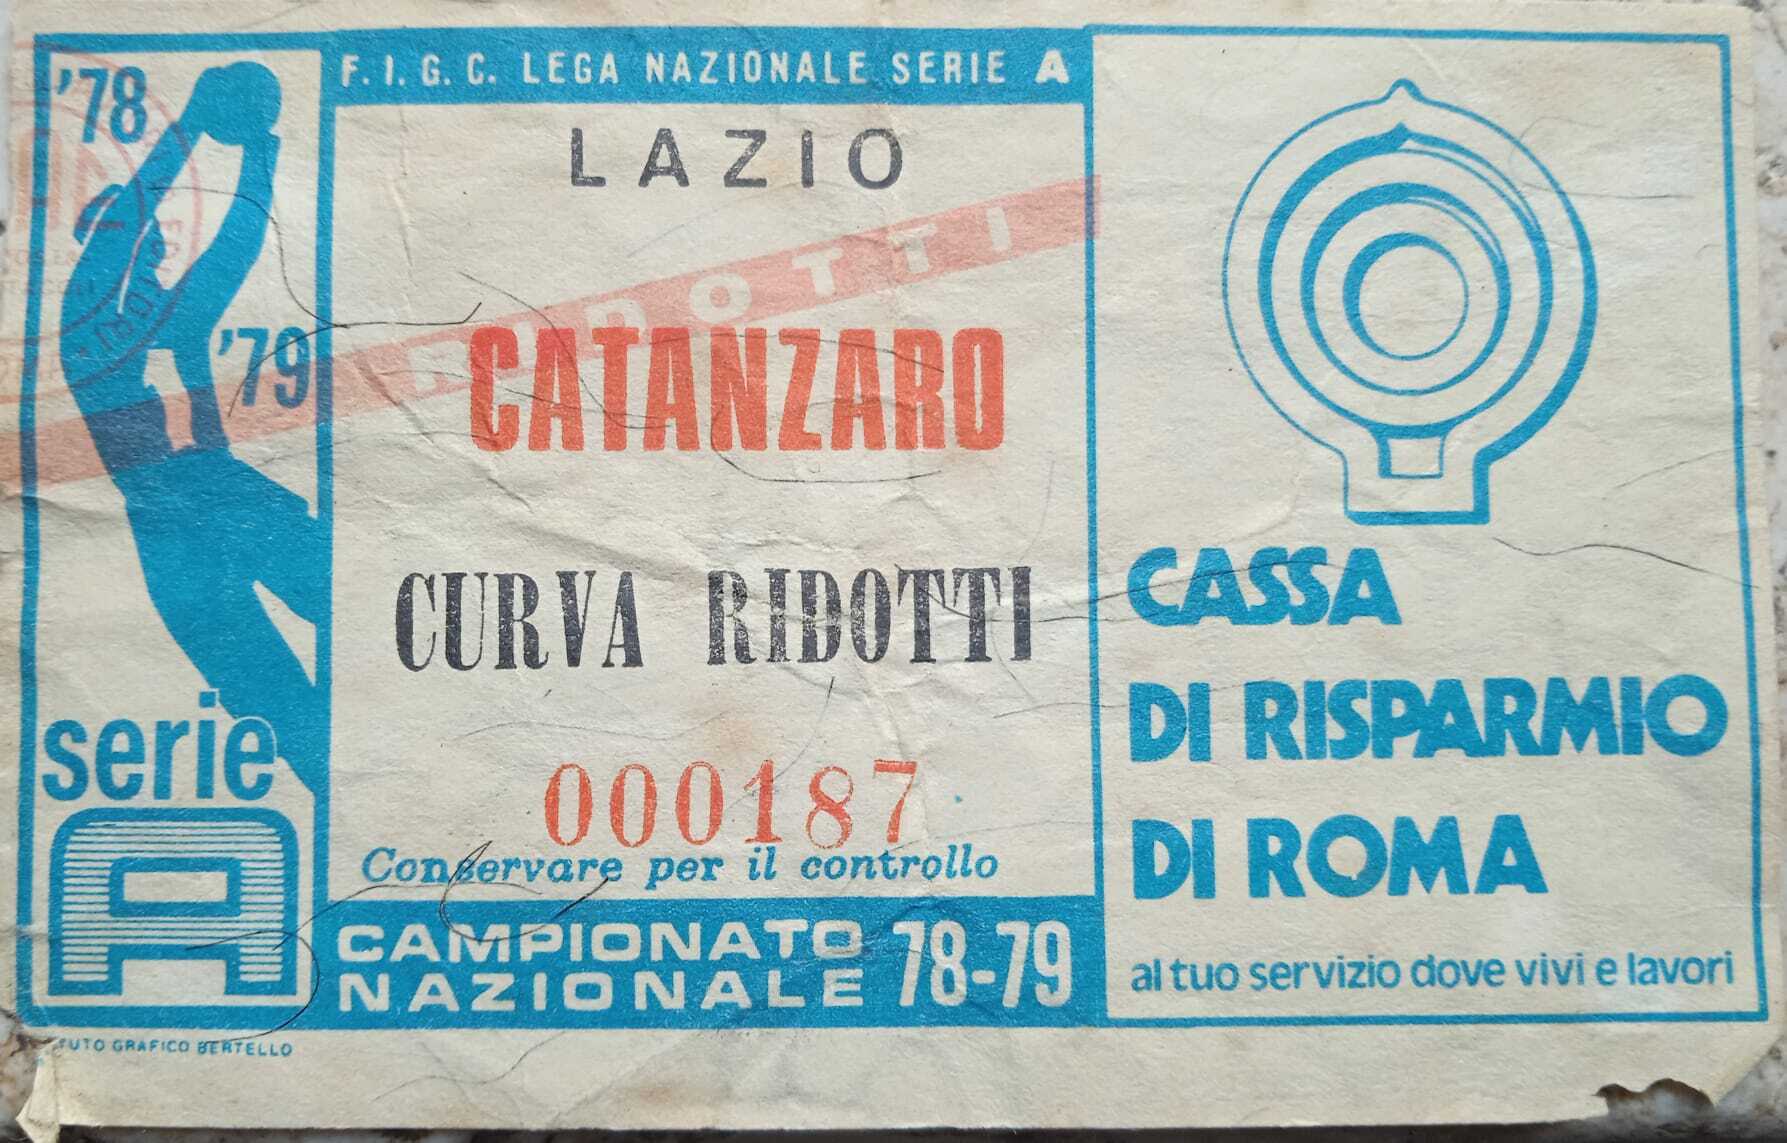 '78
'79
1
serie
A
F.I.G.C. LEGA NAZIONALE SERIE A
LAZIO
RIDOTTI
CATANZARO
CURVA RIDOTTI
000187
Conservare per il controllo
CAMPIONATO
NAZIONALE 78-79
CASSA
DI RISPARMIO
DI ROMA
al tuo servizio dove vivi e lavori
GRAFICO BERTELLO